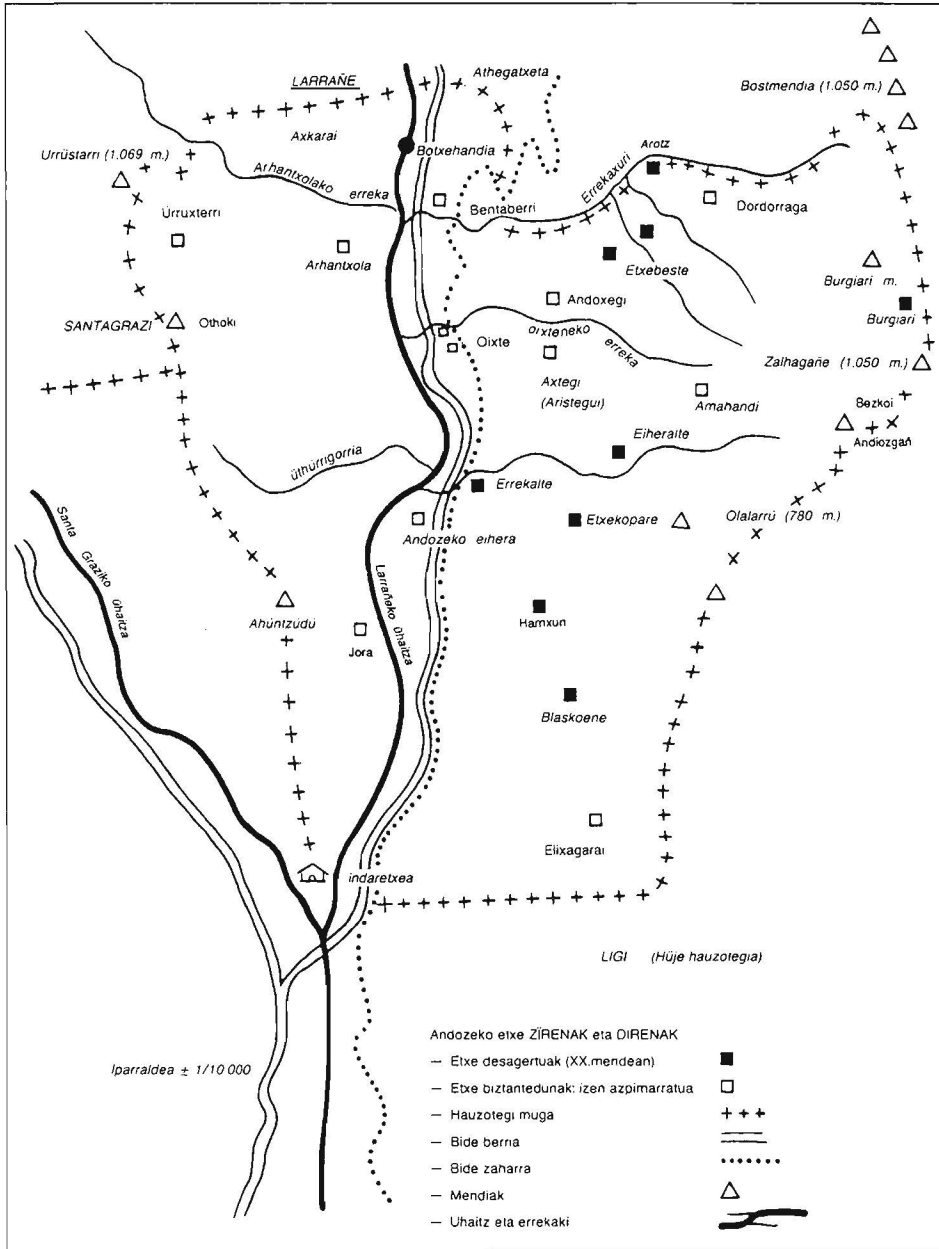 LARRAÑE
Athegatxeta
Bostmendia (1.050 m.)
Axkarai
Botxehandia
Urrüstarri (1.069 m.)
Arhantxolako erreka
Errekaxuri
Arotz
Bentaberri
Dordorraga
Ürruxterri
Arhantxola
Etxebeste
Burgiari m.
Andoxegi
Burgiari
SANTAGRAZI
Othoki
Oixte
oixteneko erreka
Zalhagañe (1.050 m.)
Axtegi
(Aristegui)
Amahandi
Bezkoi
Andiozgañ
Eiheralte
üthürrigorria
Errekalte
Olalarrü (780 m.)
Etxekopare
Andozeko eihera
Santa Graziko ühaitza
Larrañeko ühaitza
Ahüntzüdü
Hamxun
Jora
Blaskoene
Elixagarai
indaretxea
LIGI (Hüje hauzotegia)
Iparraldea ± 1/10 000
Andozeko etxe ZÏRENAK eta DIRENAK
— Etxe desagertuak (XX.mendean)
— Etxe biztantedunak: izen azpimarratua
— Hauzotegi muga
— Bide berria
— Bide zaharra
— Mendiak
— Uhaitz eta errekaki